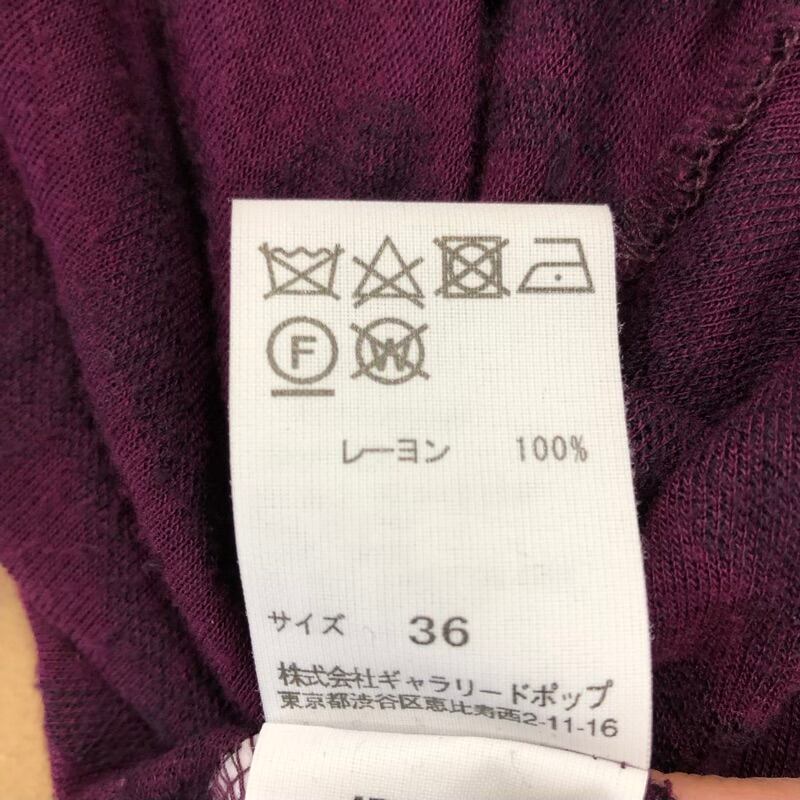 F W
レーヨン 100%
サイズ 36
株式会社ギャラリードポップ
東京都渋谷区恵比寿西2-11-16